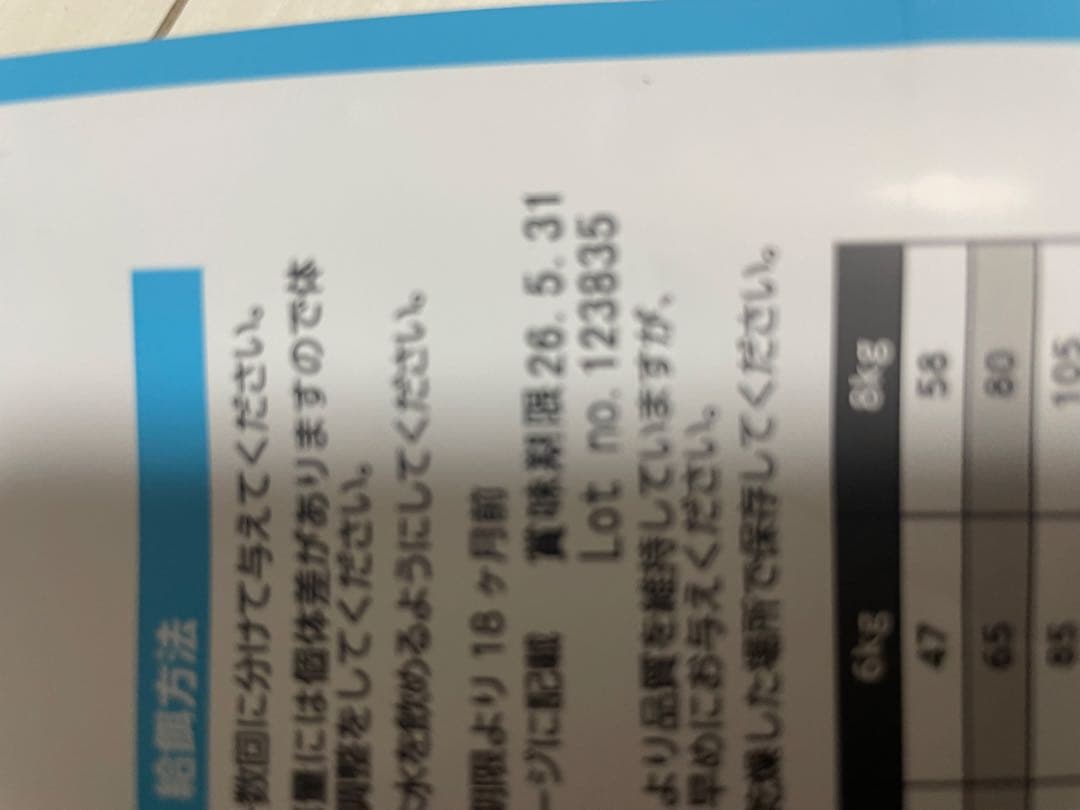 給餌方法
数回に分けて与えてください。
量には個体差がありますので体
調整をしてください。
水を飲めるようにしてください。
期限より18ヶ月前
ージに記載
賞味期限26.5.31
Lot no.123835
より品質を維持していますが、
早めにお与えください。
乾燥した場所で保存してください。
6kg 8kg
47 58
65 80
85 105